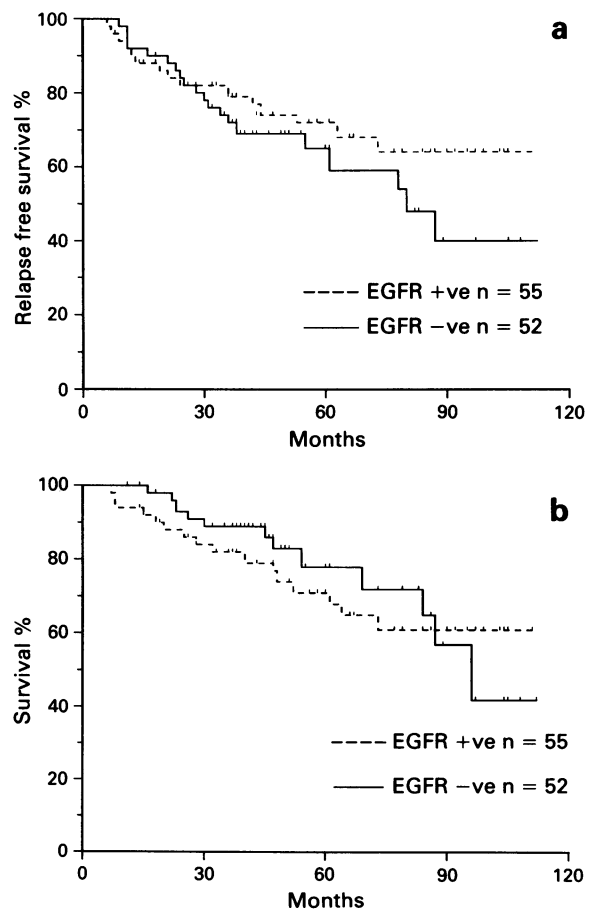 a
100
80
60
40
20
0
Relapse free survival %
EGFR +ve n = 55
EGFR −ve n = 52
0 30 60 90 120
Months
b
100
80
60
40
20
0
Survival %
EGFR +ve n = 55
EGFR −ve n = 52
0 30 60 90 120
Months